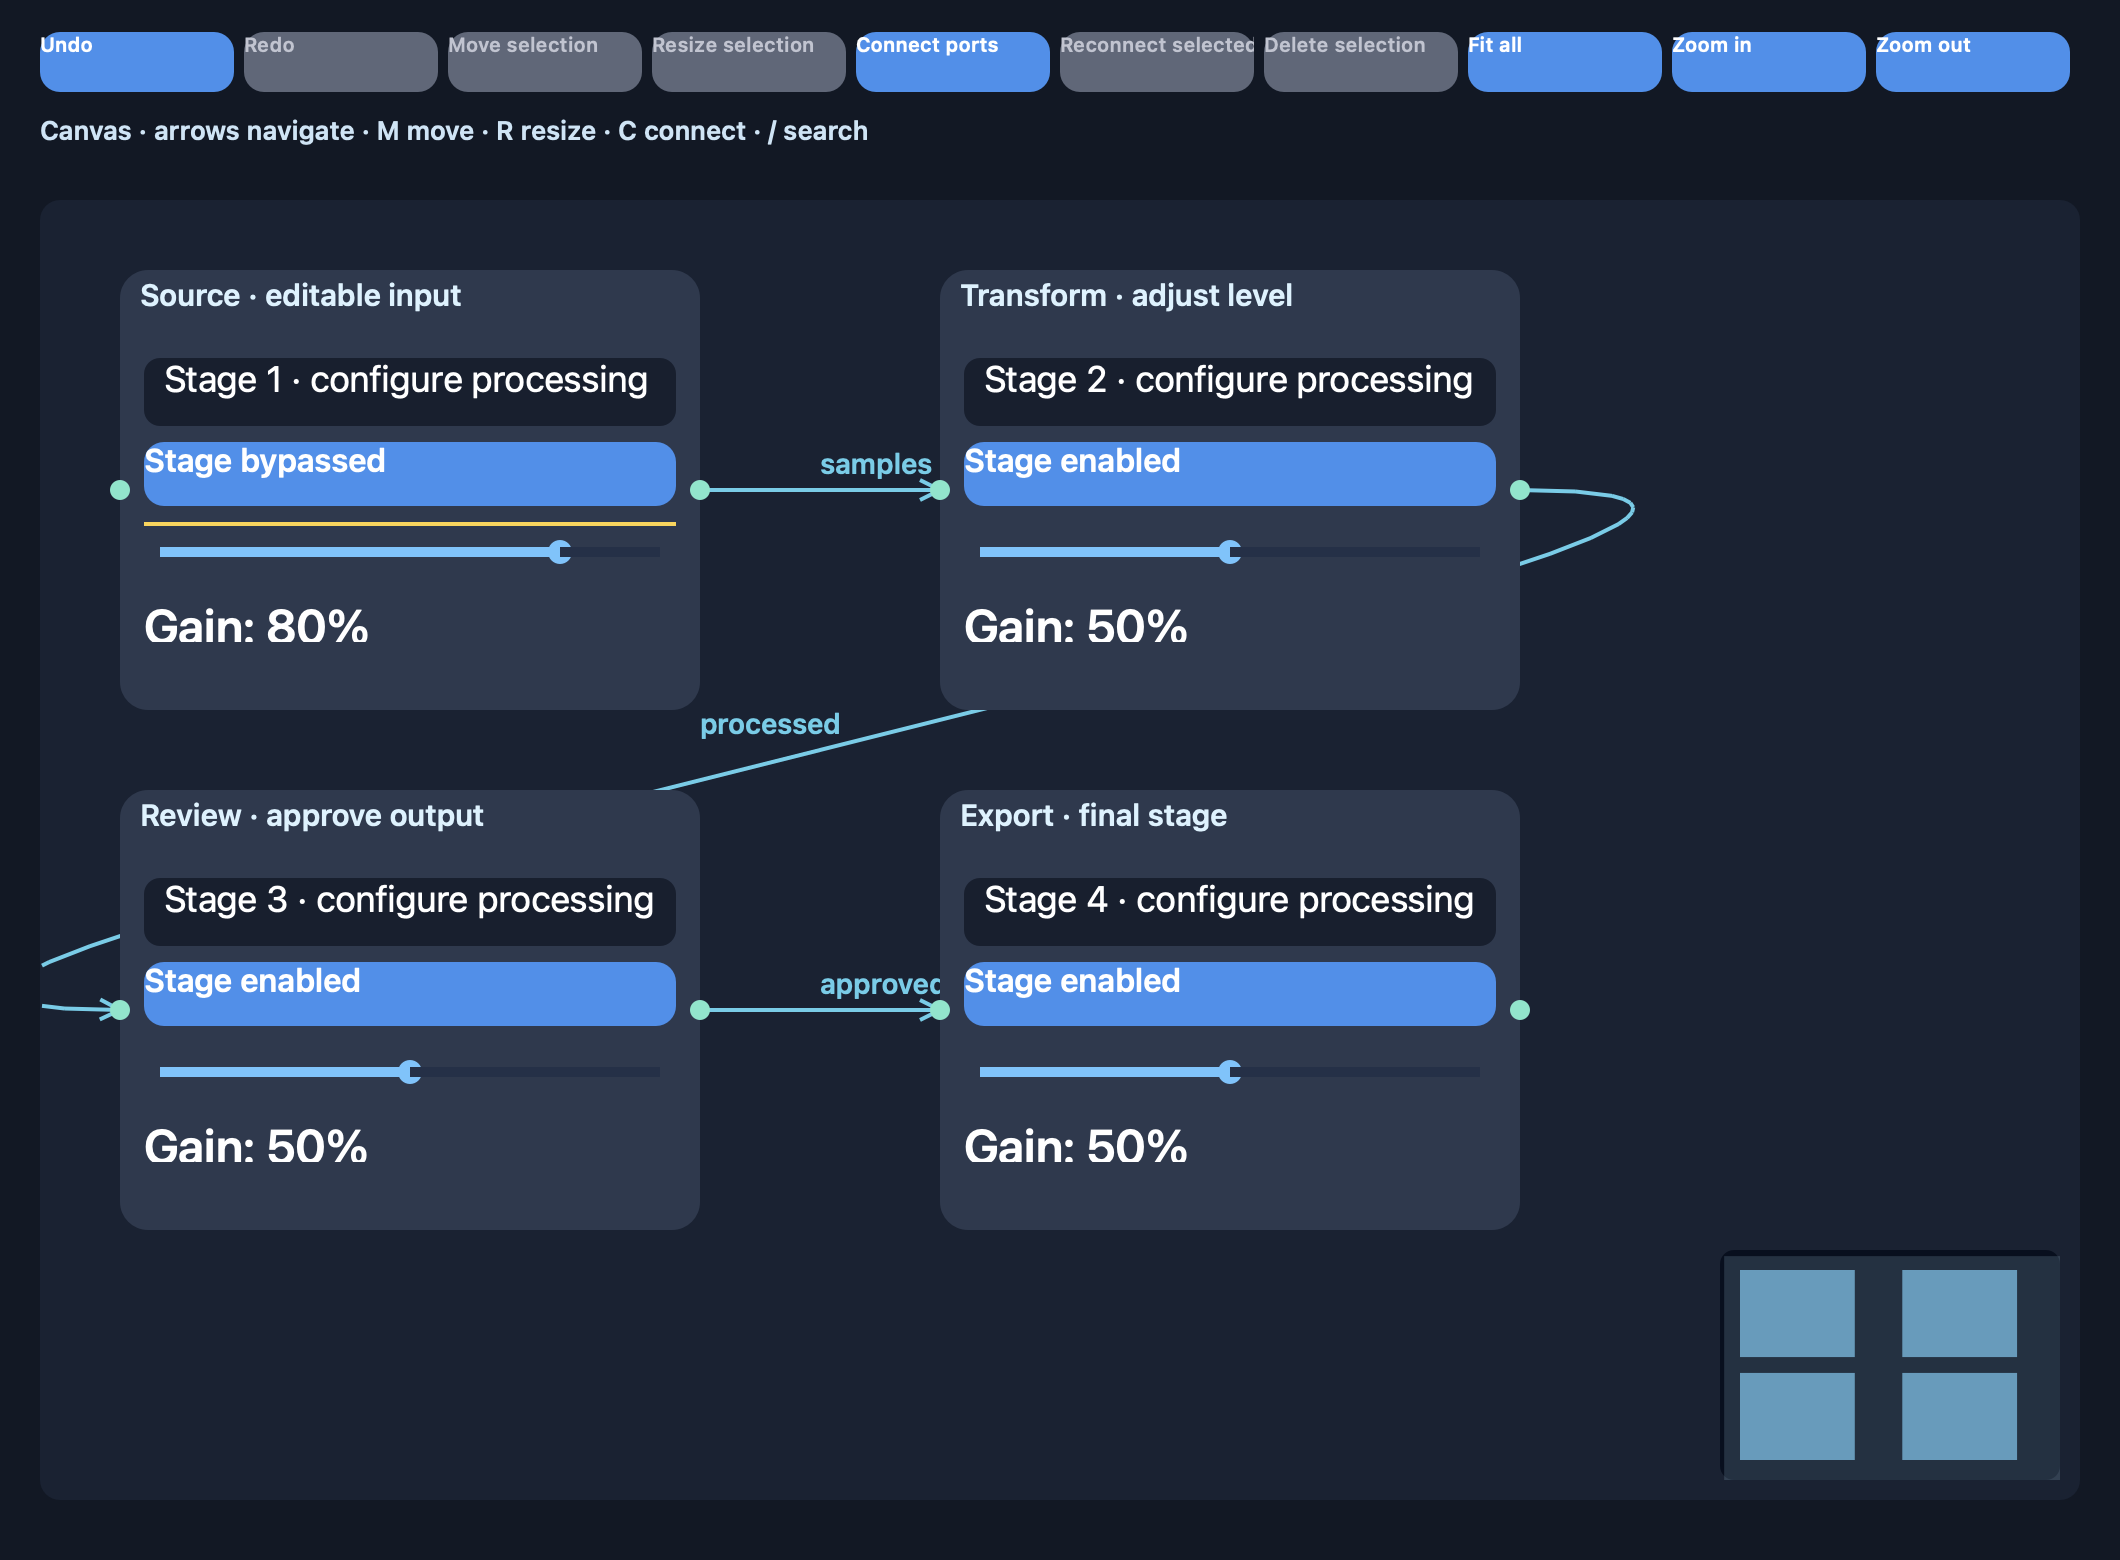 Undo
Redo
Move selection
Resize selection
Connect ports
Reconnect selected
Delete selection
Fit all
Zoom in
Zoom out
Canvas · arrows navigate · M move · R resize · C connect · / search
Source · editable input
Transform · adjust level
Stage 1 · configure processing
Stage 2 · configure processing
Stage bypassed
samples
Stage enabled
Gain: 80%
Gain: 50%
processed
Review · approve output
Export · final stage
Stage 3 · configure processing
Stage 4 · configure processing
Stage enabled
approved
Stage enabled
Gain: 50%
Gain: 50%